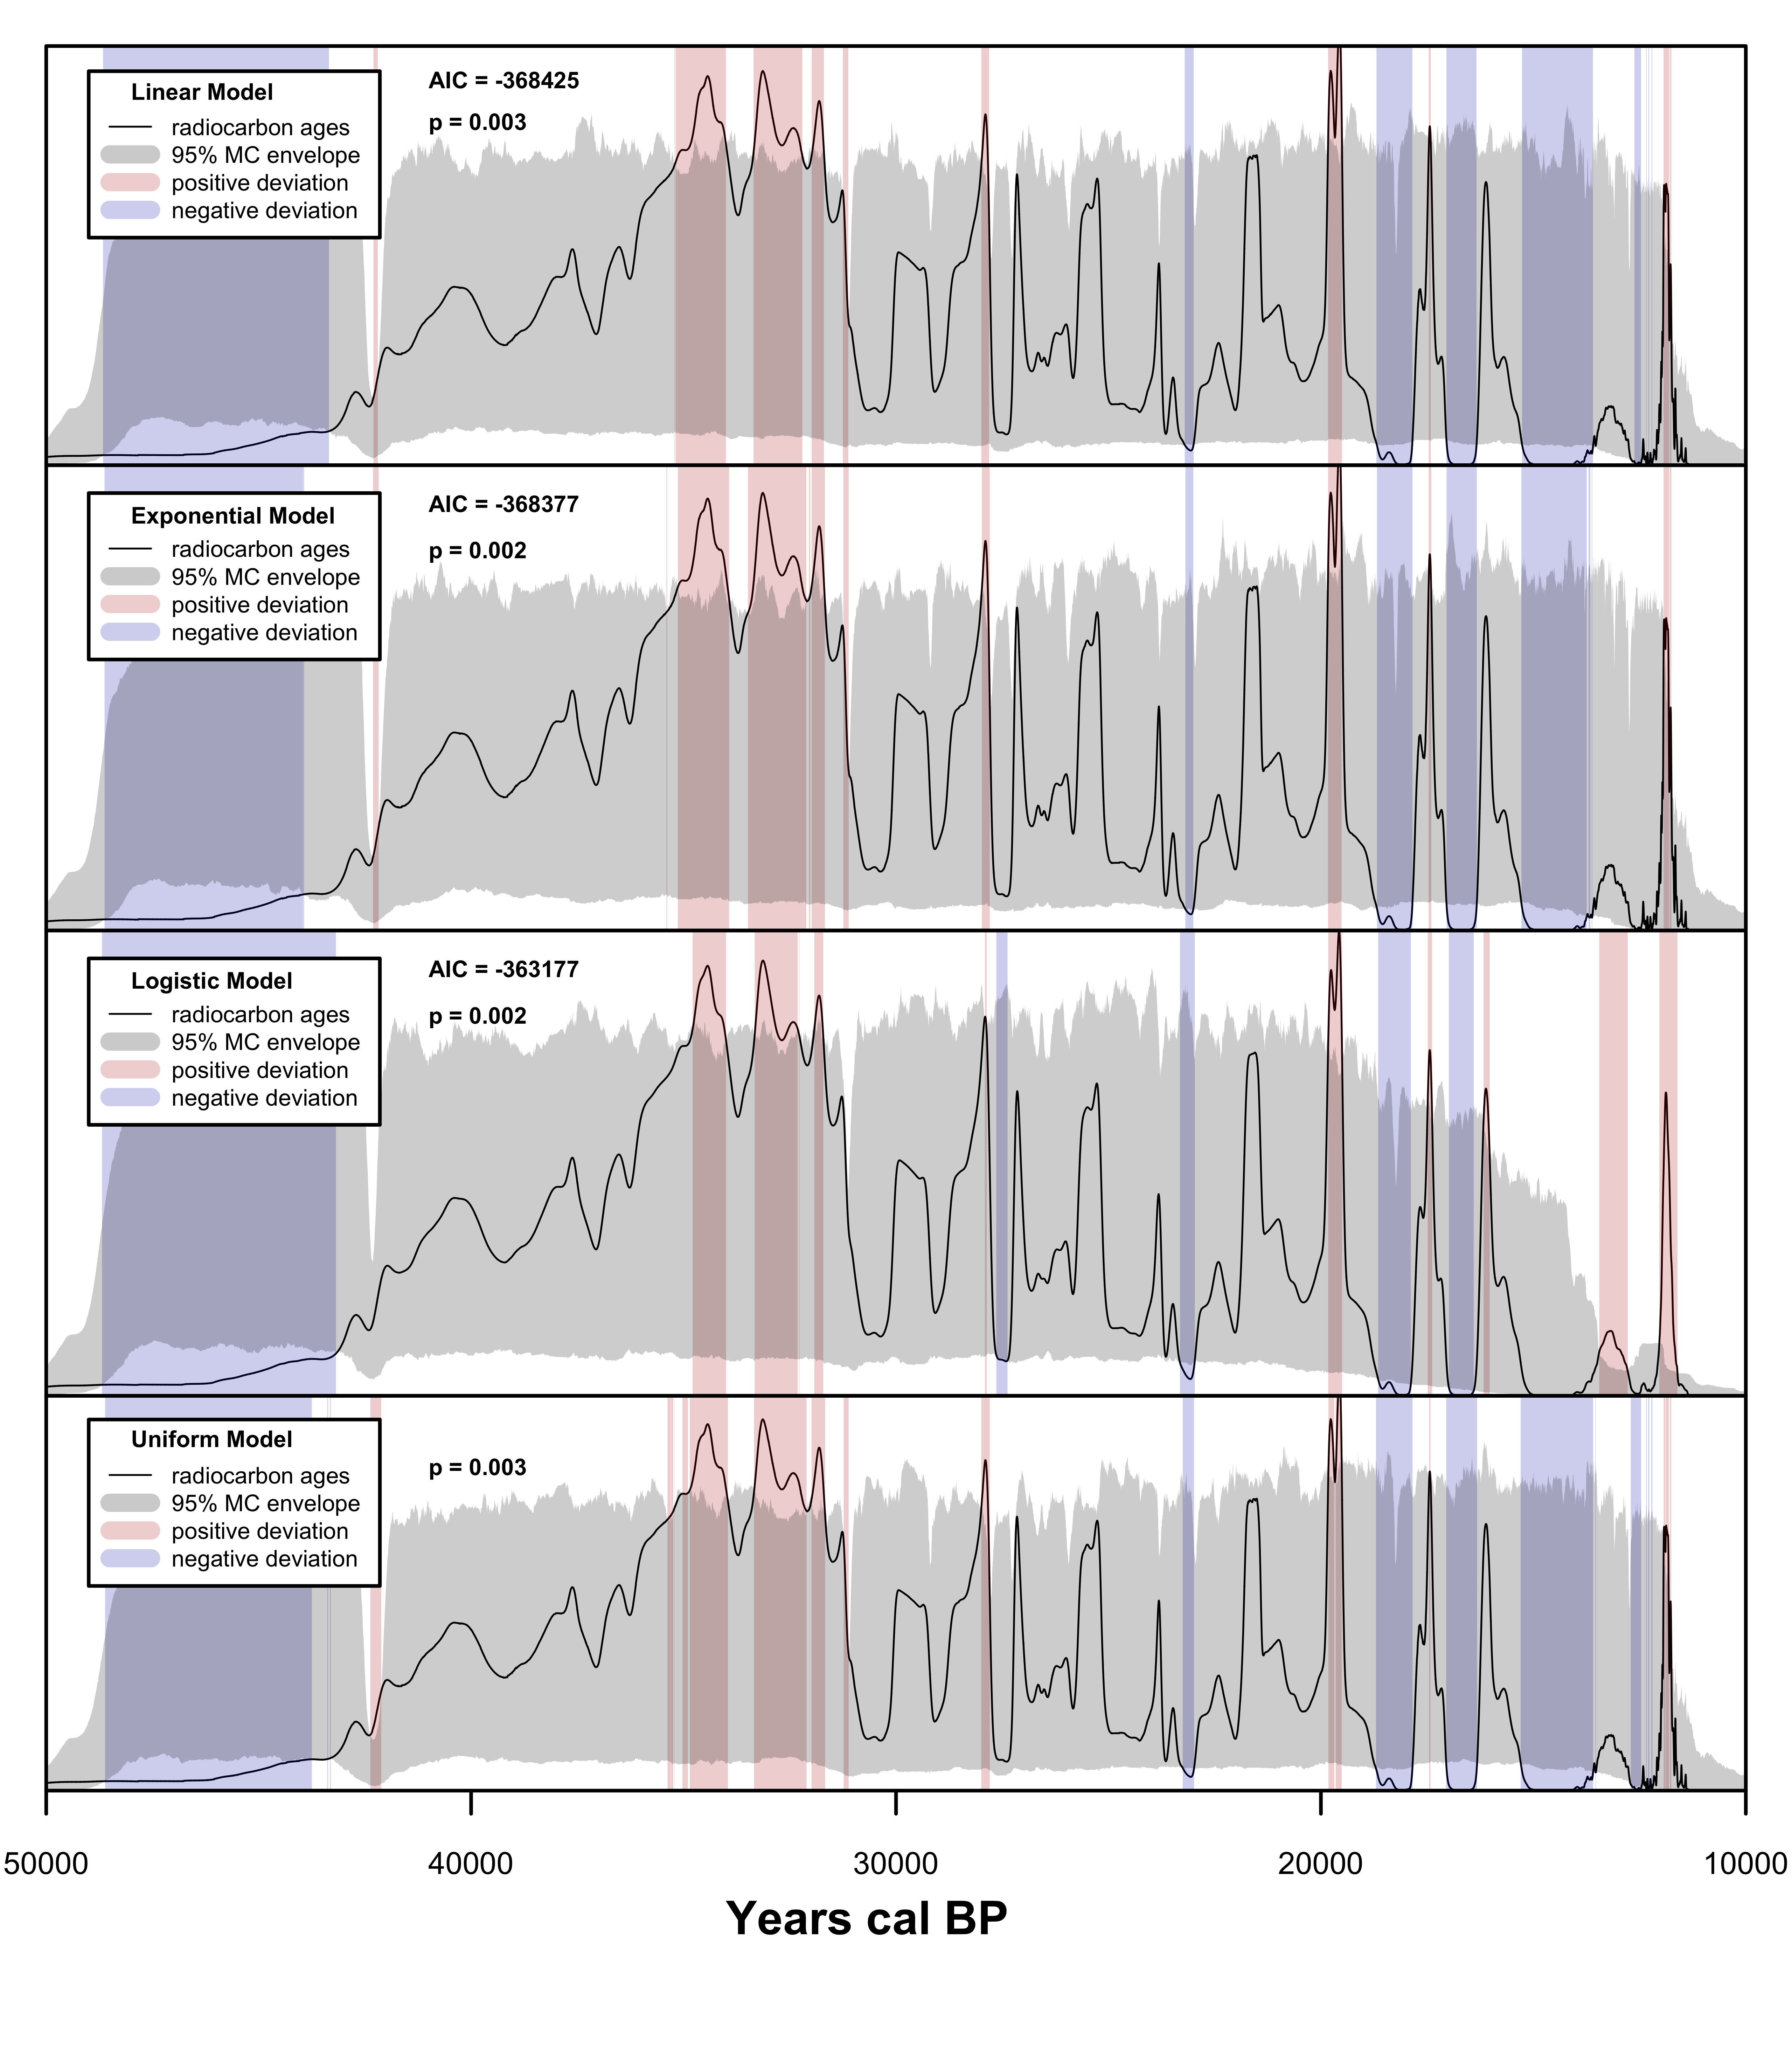 Linear Model
radiocarbon ages
95% MC envelope
positive deviation
negative deviation
AIC = -368425
p = 0.003
Exponential Model
radiocarbon ages
95% MC envelope
positive deviation
negative deviation
AIC = -368377
p = 0.002
Logistic Model
radiocarbon ages
95% MC envelope
positive deviation
negative deviation
AIC = -363177
p = 0.002
Uniform Model
radiocarbon ages
95% MC envelope
positive deviation
negative deviation
p = 0.003
50000 40000 30000 20000 10000
Years cal BP